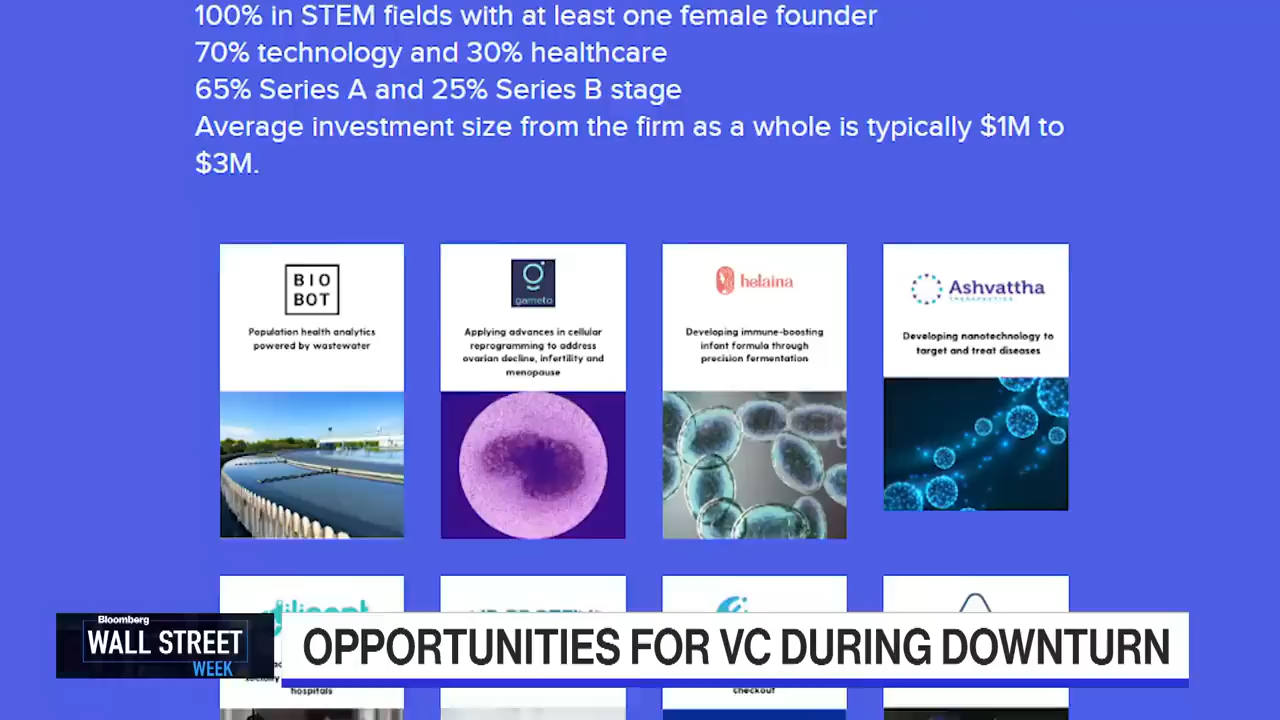 100% in STEM fields with at least one female founder
70% technology and 30% healthcare
65% Series A and 25% Series B stage
Average investment size from the firm as a whole is typically $1M to
$3M.
BIO
BOT
Population health analytics
powered by wastewater
gameto
Applying advances in cellular
reprogramming to address
ovarian decline, infertility and
menopause
helaina
Developing immune-boosting
infant formula through
precision fermentation
Ashvattha
THERAPEUTICS
Developing nanotechnology to
target and treat diseases
hospitals
checkout
Bloomberg
WALL STREET
WEEK
OPPORTUNITIES FOR VC DURING DOWNTURN